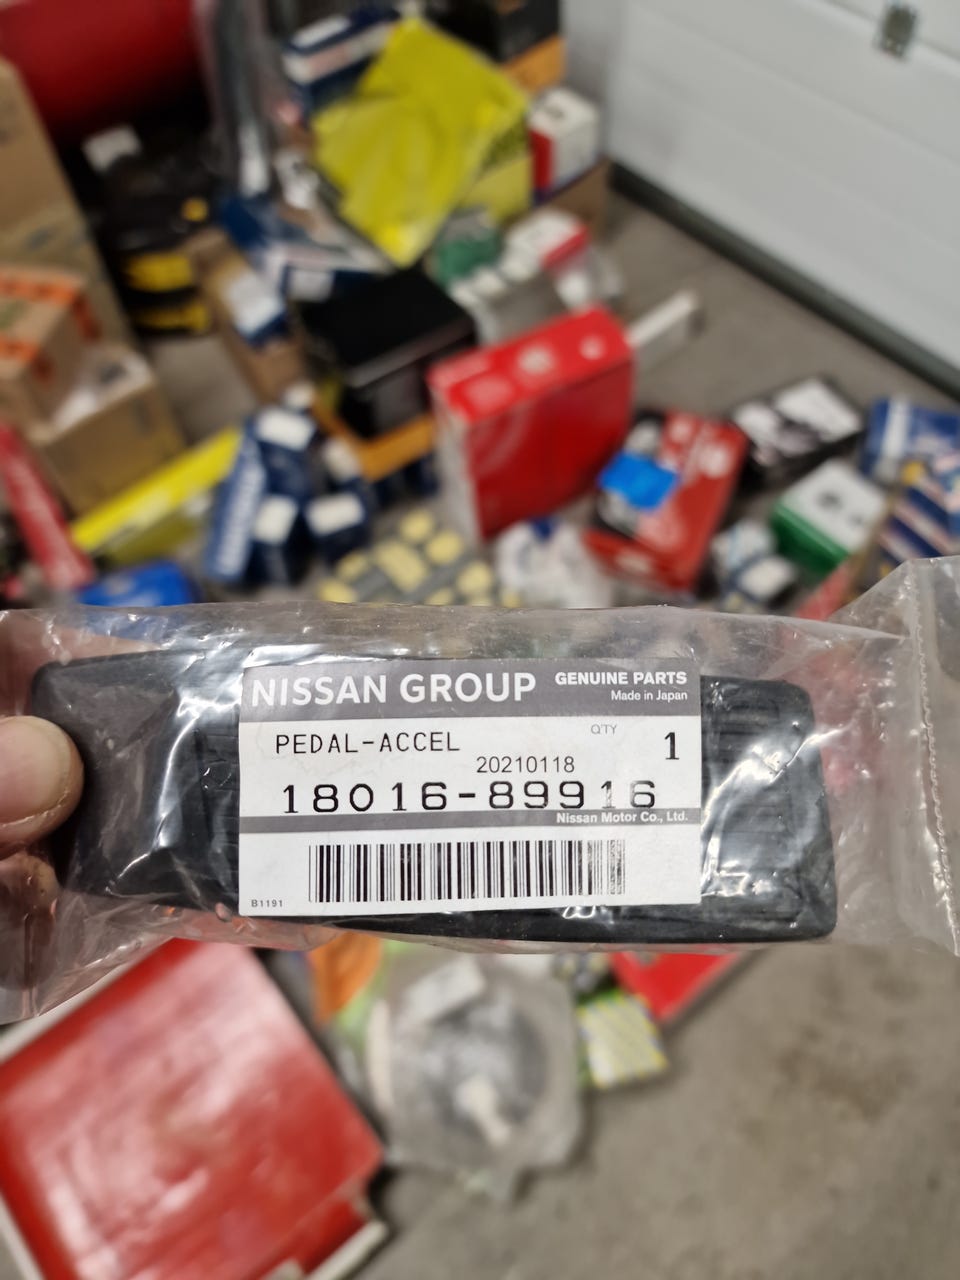 NISSAN GROUP GENUINE PARTS
Made in Japan
PEDAL-ACCEL Q'TY 1
20210118
18016-89916
Nissan Motor Co., Ltd.
B1191